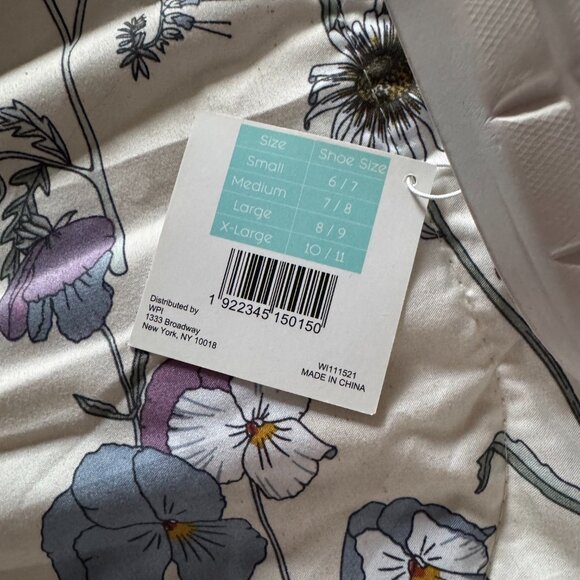 Size Shoe Size
Small 6 / 7
Medium 7 / 8
Large 8 / 9
X-Large 10 / 11
1 922345 150150
Distributed by
WPI
1333 Broadway
New York, NY 10018
WI111521
MADE IN CHINA